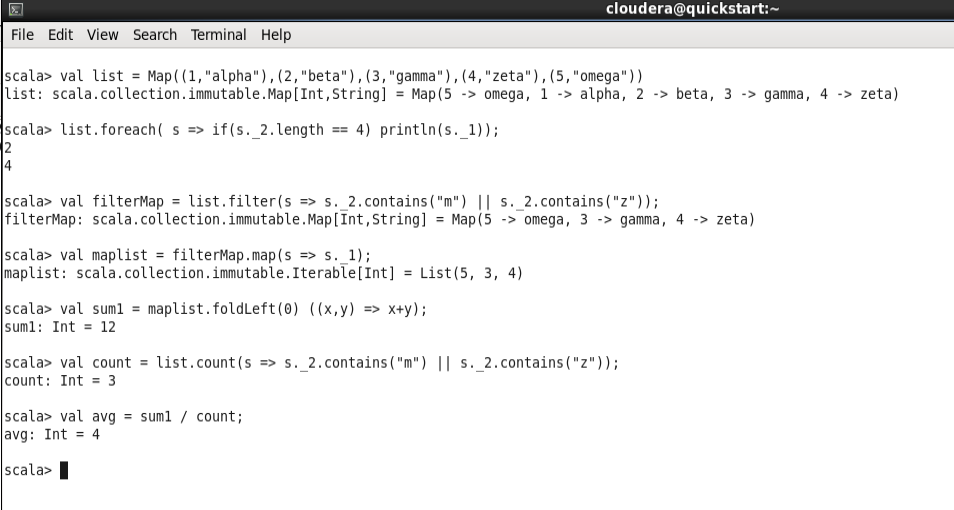 cloudera@quickstart:~
File Edit View Search Terminal Help
scala> val list = Map((1,"alpha"),(2,"beta"),(3,"gamma"),(4,"zeta"),(5,"omega"))
list: scala.collection.immutable.Map[Int,String] = Map(5 -> omega, 1 -> alpha, 2 -> beta, 3 -> gamma, 4 -> zeta)
scala> list.foreach( s => if(s._2.length == 4) println(s._1));
2
4
scala> val filterMap = list.filter(s => s._2.contains("m") || s._2.contains("z"));
filterMap: scala.collection.immutable.Map[Int,String] = Map(5 -> omega, 3 -> gamma, 4 -> zeta)
scala> val maplist = filterMap.map(s => s._1);
maplist: scala.collection.immutable.Iterable[Int] = List(5, 3, 4)
scala> val sum1 = maplist.foldLeft(0) ((x,y) => x+y);
sum1: Int = 12
scala> val count = list.count(s => s._2.contains("m") || s._2.contains("z"));
count: Int = 3
scala> val avg = sum1 / count;
avg: Int = 4
scala>